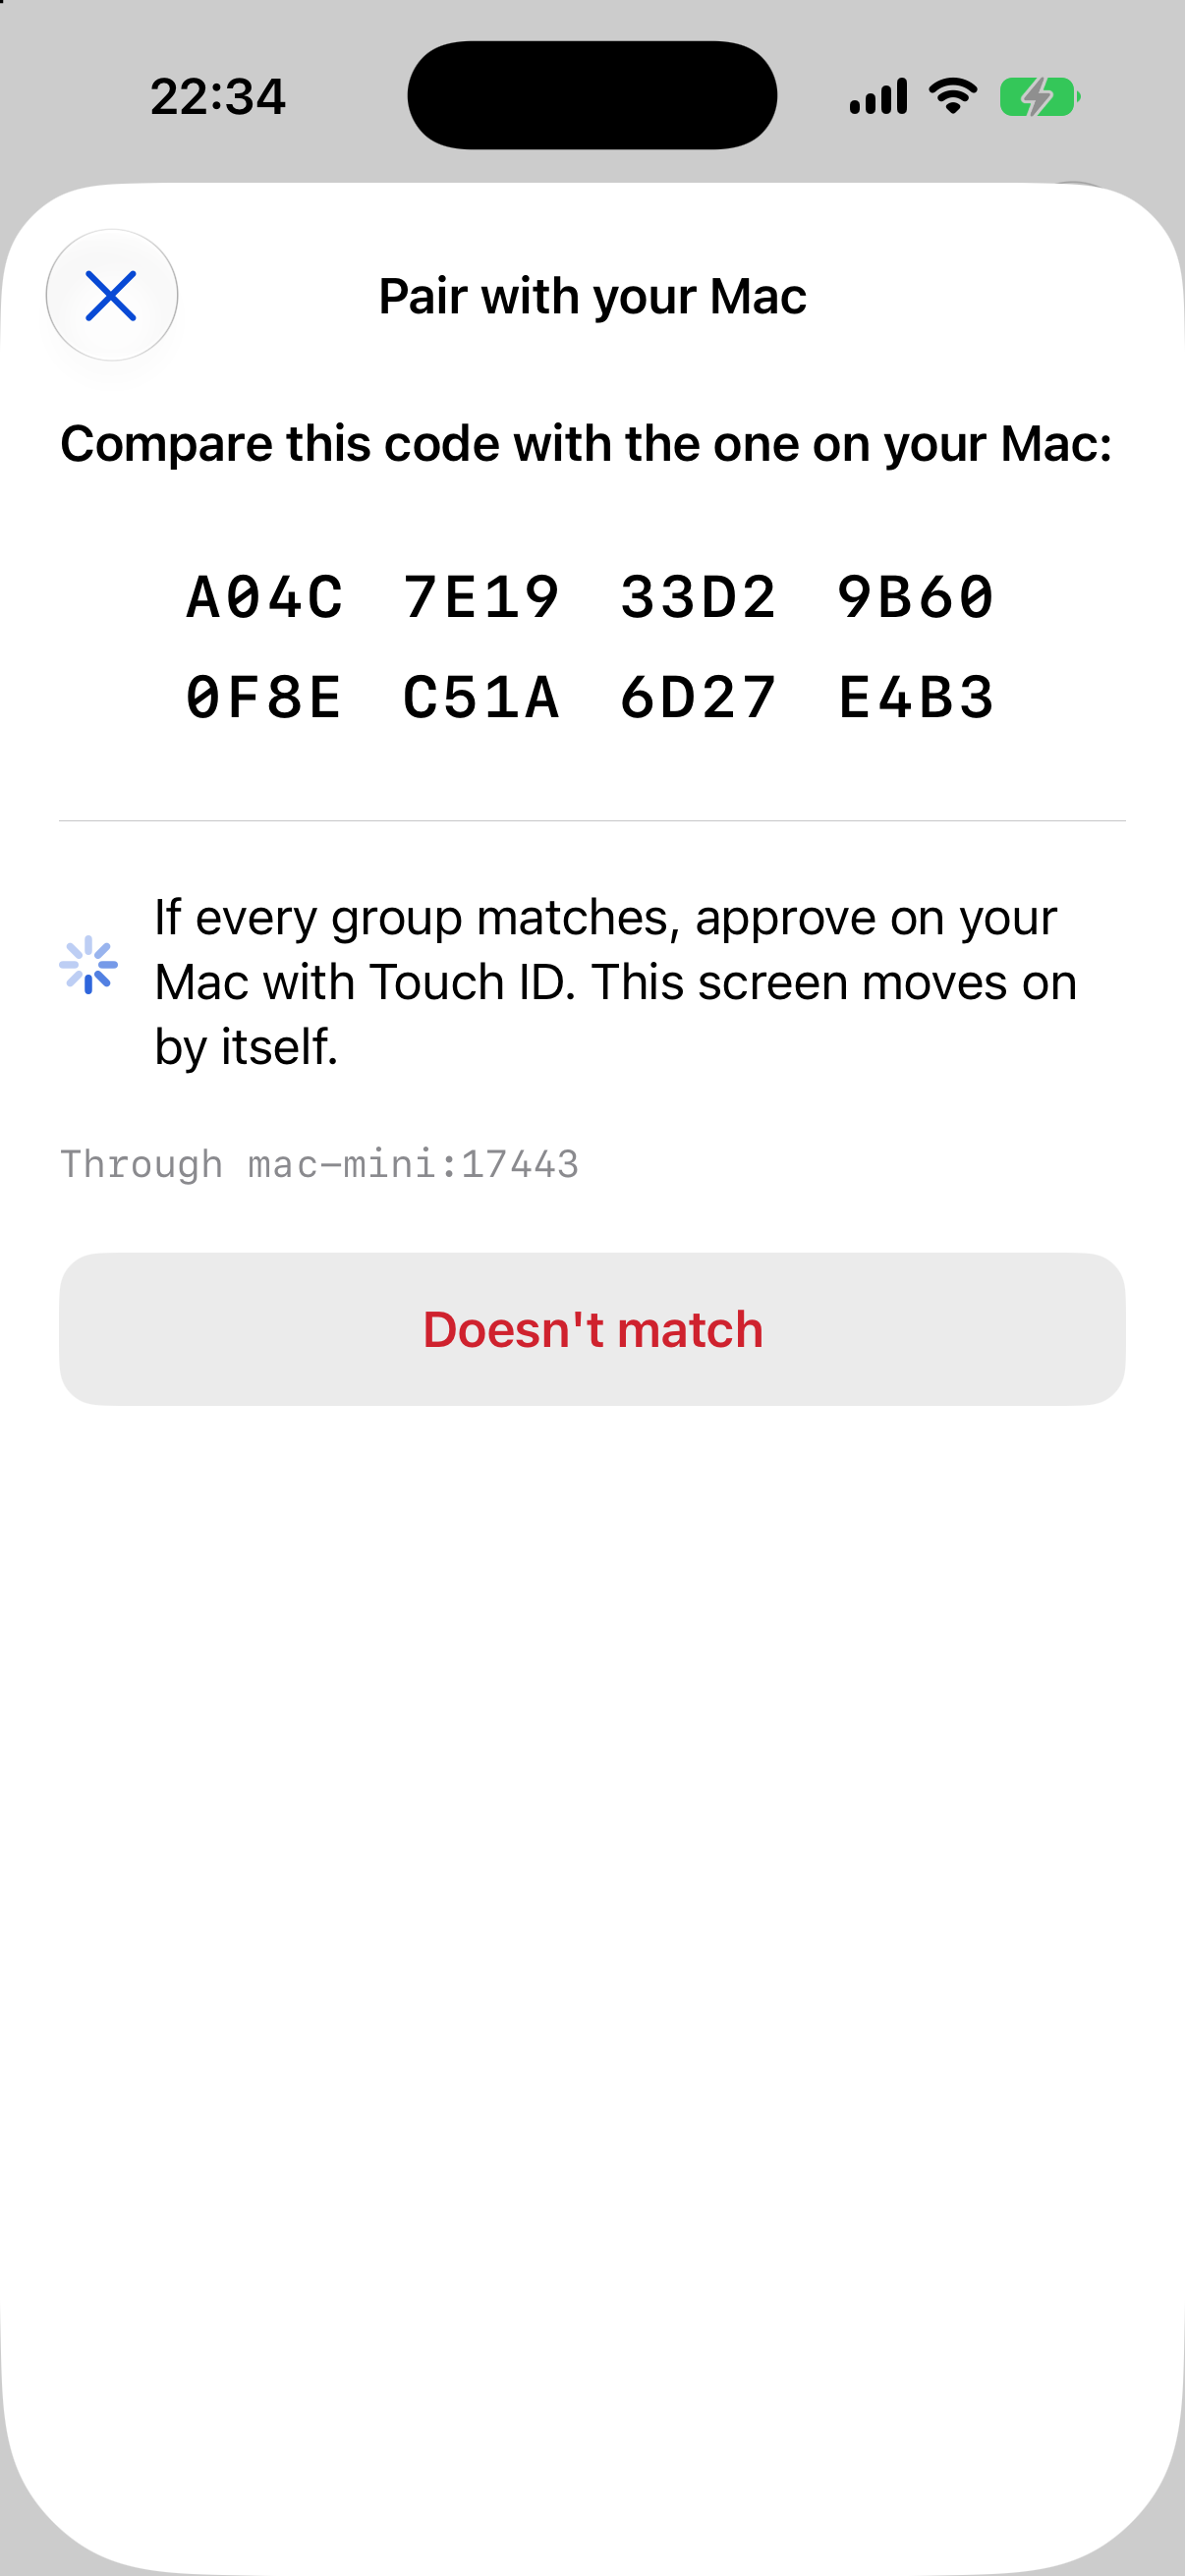 22:34
Pair with your Mac
Compare this code with the one on your Mac:
A04C 7E19 33D2 9B60
0F8E C51A 6D27 E4B3
If every group matches, approve on your
Mac with Touch ID. This screen moves on
by itself.
Through mac-mini:17443
Doesn't match